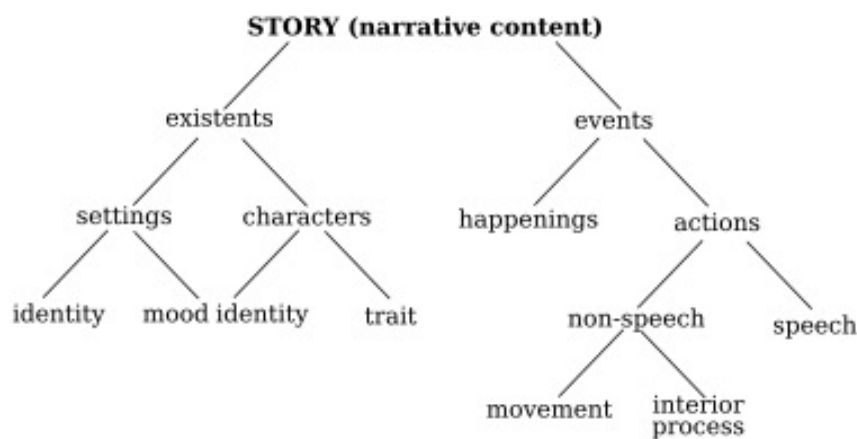 STORY (narrative content)
existents
events
settings
characters
happenings
actions
identity
mood
identity
trait
non-speech
speech
movement
interior
process